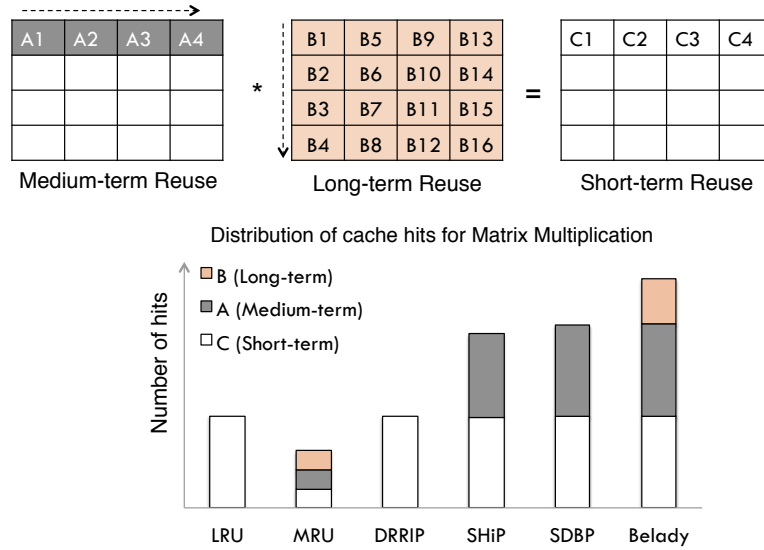 A1 A2 A3 A4 B1 B5 B9 B13 C1 C2 C3 C4
B2 B6 B10 B14
* =
B3 B7 B11 B15
B4 B8 B12 B16
Medium-term Reuse Long-term Reuse Short-term Reuse
Distribution of cache hits for Matrix Multiplication
B (Long-term)
A (Medium-term)
C (Short-term)
Number of hits
LRU MRU DRRIP SHiP SDBP Belady